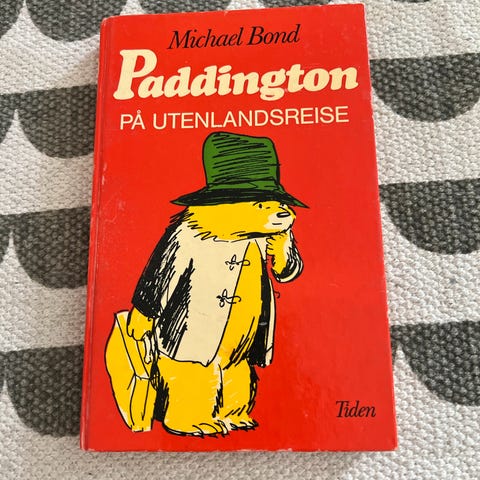 Michael Bond
Paddington
PÅ UTENLANDSREISE
Tiden